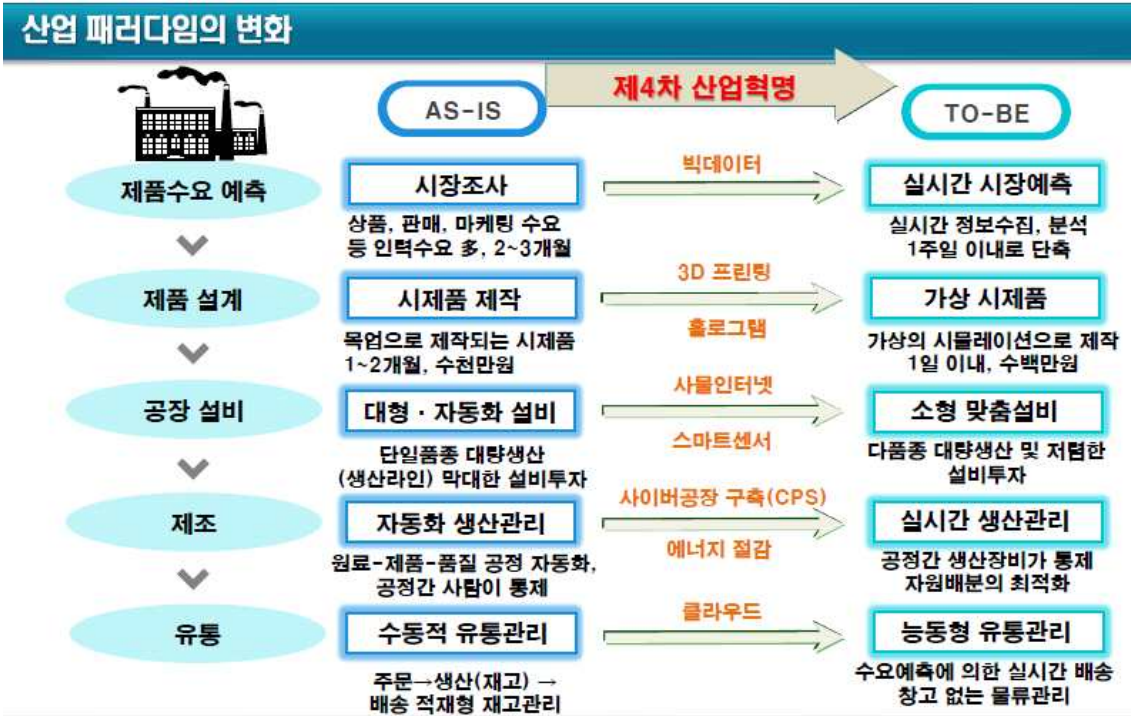 산업 패러다임의 변화
제4차 산업혁명
AS-IS
TO-BE
제품수요 예측
시장조사
빅데이터
실시간 시장예측
상품, 판매, 마케팅 수요
등 인력수요 多, 2~3개월
실시간 정보수집, 분석
1주일 이내로 단축
제품 설계
시제품 제작
3D 프린팅
홀로그램
가상 시제품
목업으로 제작되는 시제품
1~2개월, 수천만원
가상의 시뮬레이션으로 제작
1일 이내, 수백만원
공장 설비
대형 · 자동화 설비
사물인터넷
스마트센서
소형 맞춤설비
단일품종 대량생산
(생산라인) 막대한 설비투자
다품종 대량생산 및 저렴한
설비투자
제조
자동화 생산관리
사이버공장 구축(CPS)
에너지 절감
실시간 생산관리
원료-제품-품질 공정 자동화,
공정간 사람이 통제
공정간 생산장비가 통제
자원배분의 최적화
유통
수동적 유통관리
클라우드
능동형 유통관리
주문→생산(재고) →
배송 적재형 재고관리
수요예측에 의한 실시간 배송
창고 없는 물류관리